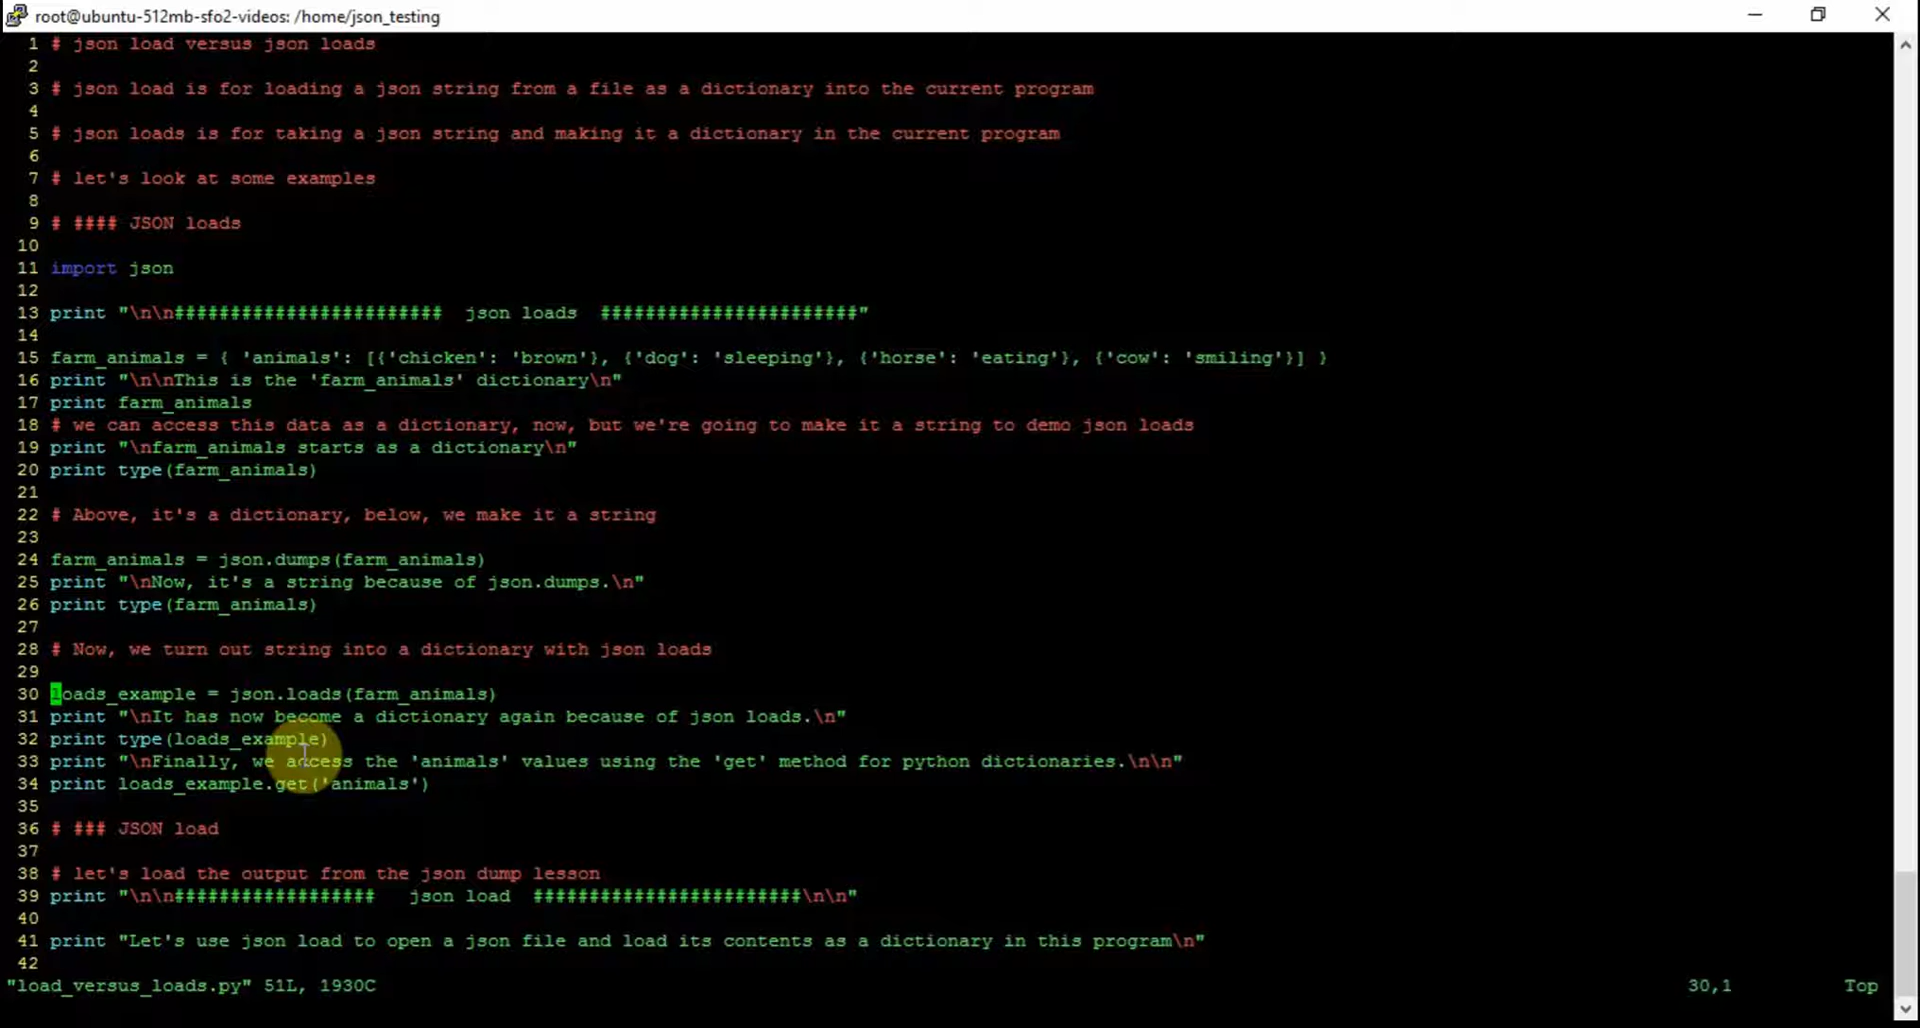 root@ubuntu-512mb-sfo2-videos: /home/json_testing
1 # json load versus json loads
2
3 # json load is for loading a json string from a file as a dictionary into the current program
4
5 # json loads is for taking a json string and making it a dictionary in the current program
6
7 # let's look at some examples
8
9 # #### JSON loads
10
11 import json
12
13 print "\n\n######################## json loads #######################"
14
15 farm_animals = { 'animals': [{'chicken': 'brown'}, {'dog': 'sleeping'}, {'horse': 'eating'}, {'cow': 'smiling'}] }
16 print "\n\nThis is the 'farm_animals' dictionary\n"
17 print farm_animals
18 # we can access this data as a dictionary, now, but we're going to make it a string to demo json loads
19 print "\nfarm_animals starts as a dictionary\n"
20 print type(farm_animals)
21
22 # Above, it's a dictionary, below, we make it a string
23
24 farm_animals = json.dumps(farm_animals)
25 print "\nNow, it's a string because of json.dumps.\n"
26 print type(farm_animals)
27
28 # Now, we turn out string into a dictionary with json loads
29
30 loads_example = json.loads(farm_animals)
31 print "\nIt has now become a dictionary again because of json loads.\n"
32 print type(loads_example)
33 print "\nFinally, we access the 'animals' values using the 'get' method for python dictionaries.\n\n"
34 print loads_example.get('animals')
35
36 # ### JSON load
37
38 # let's load the output from the json dump lesson
39 print "\n\n################## json load ########################\n\n"
40
41 print "Let's use json load to open a json file and load its contents as a dictionary in this program\n"
42
"load_versus_loads.py" 51L, 1930C 30,1 Top